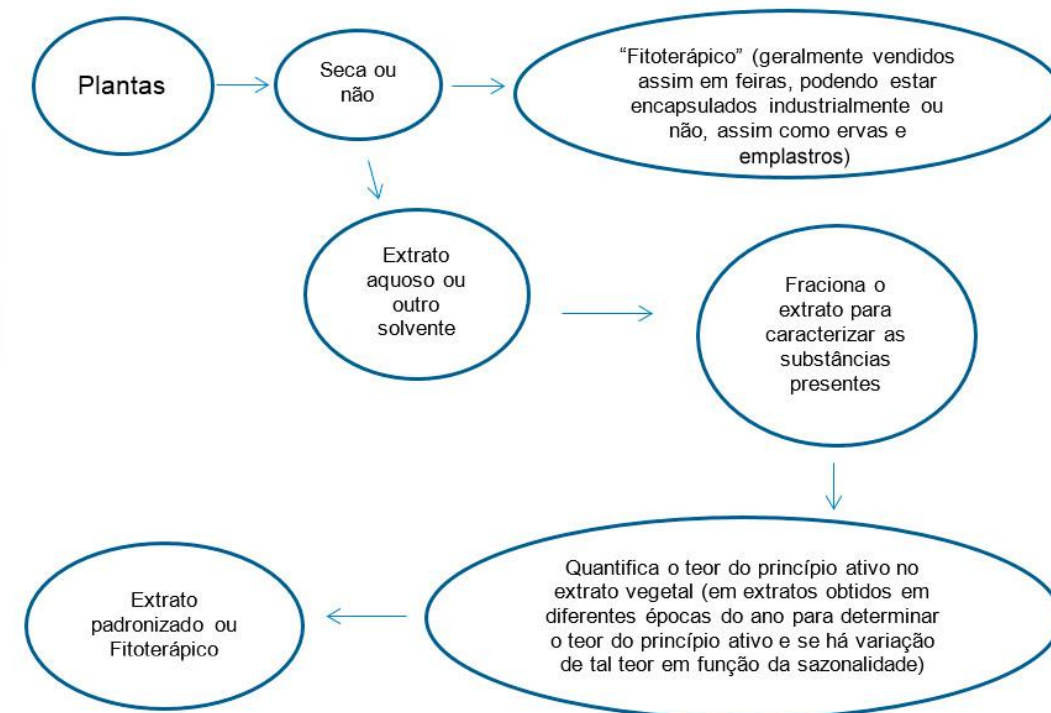 Plantas
Seca ou
não
“Fitoterápico” (geralmente vendidos
assim em feiras, podendo estar
encapsulados industrialmente ou
não, assim como ervas e
emplastros)
Extrato
aquoso ou
outro
solvente
Fraciona o
extrato para
caracterizar as
substâncias
presentes
Quantifica o teor do princípio ativo no
extrato vegetal (em extratos obtidos em
diferentes épocas do ano para determinar
o teor do princípio ativo e se há variação
de tal teor em função da sazonalidade)
Extrato
padronizado ou
Fitoterápico